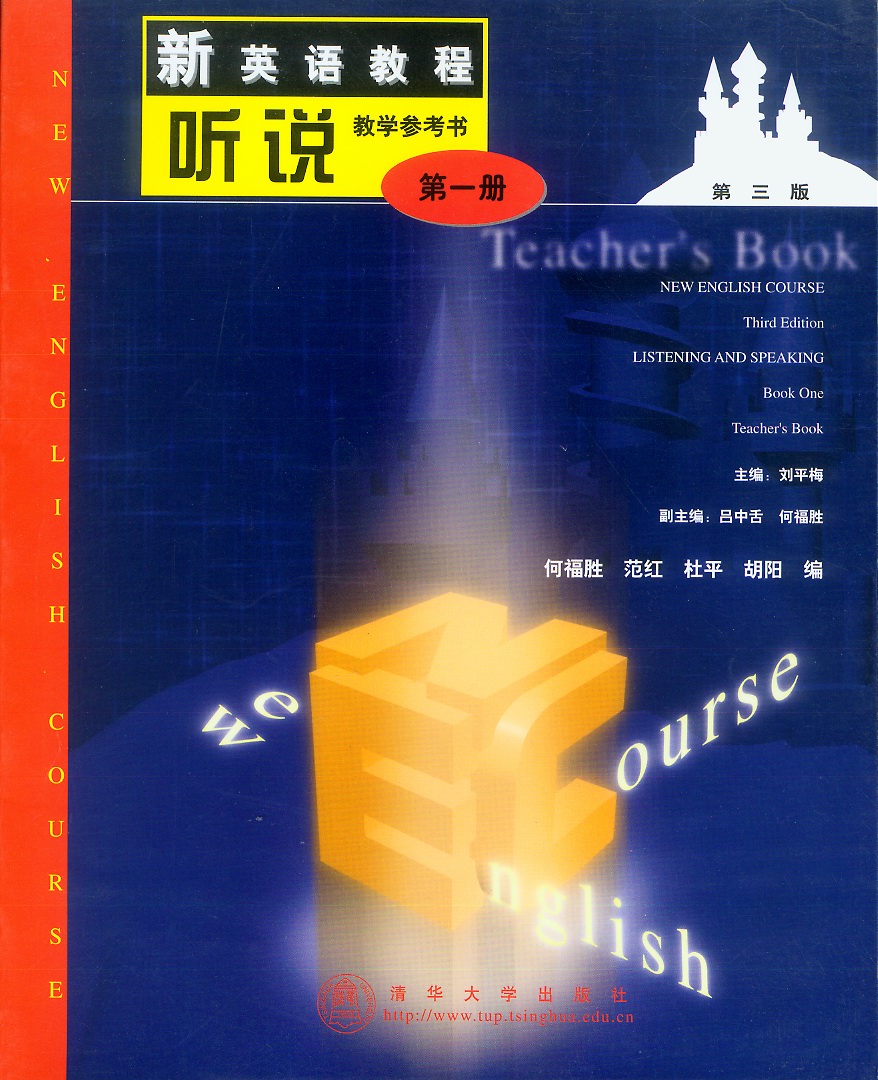 NEW ENGLISH COURSE
新英语教程
听说 教学参考书
第一册
第三版
Teacher's Book
NEW ENGLISH COURSE
Third Edition
LISTENING AND SPEAKING
Book One
Teacher's Book
主编：刘平梅
副主编：吕中舌 何福胜
何福胜 范红 杜平 胡阳 编
N
ew
E
nglish
C
ourse
清华大学出版社
http://www.tup.tsinghua.edu.cn